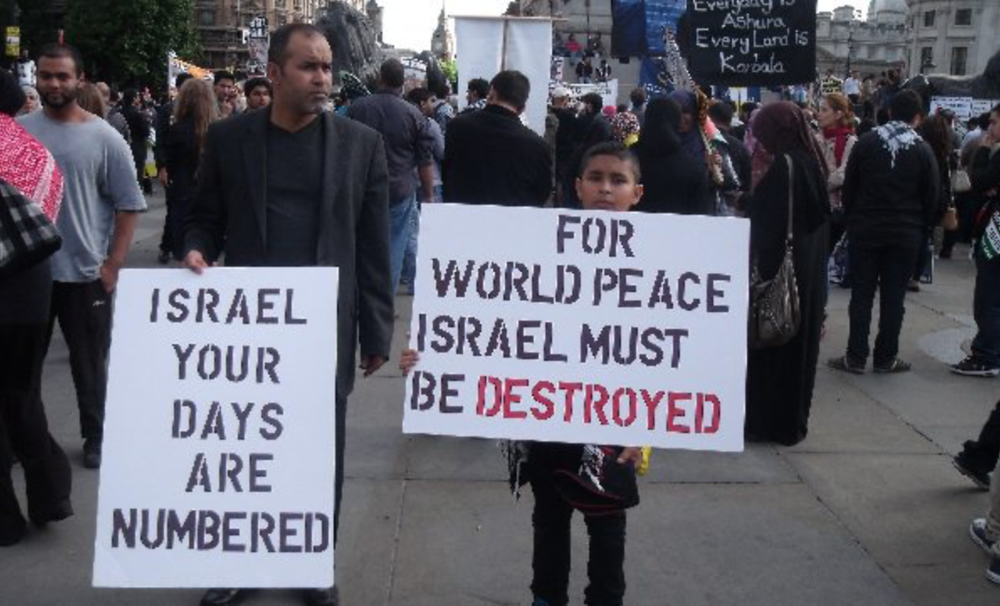 Everyday is
Ashura
Every Land is
Karbala
ISRAEL
YOUR
DAYS
ARE
NUMBERED
FOR
WORLD PEACE
ISRAEL MUST
BE DESTROYED